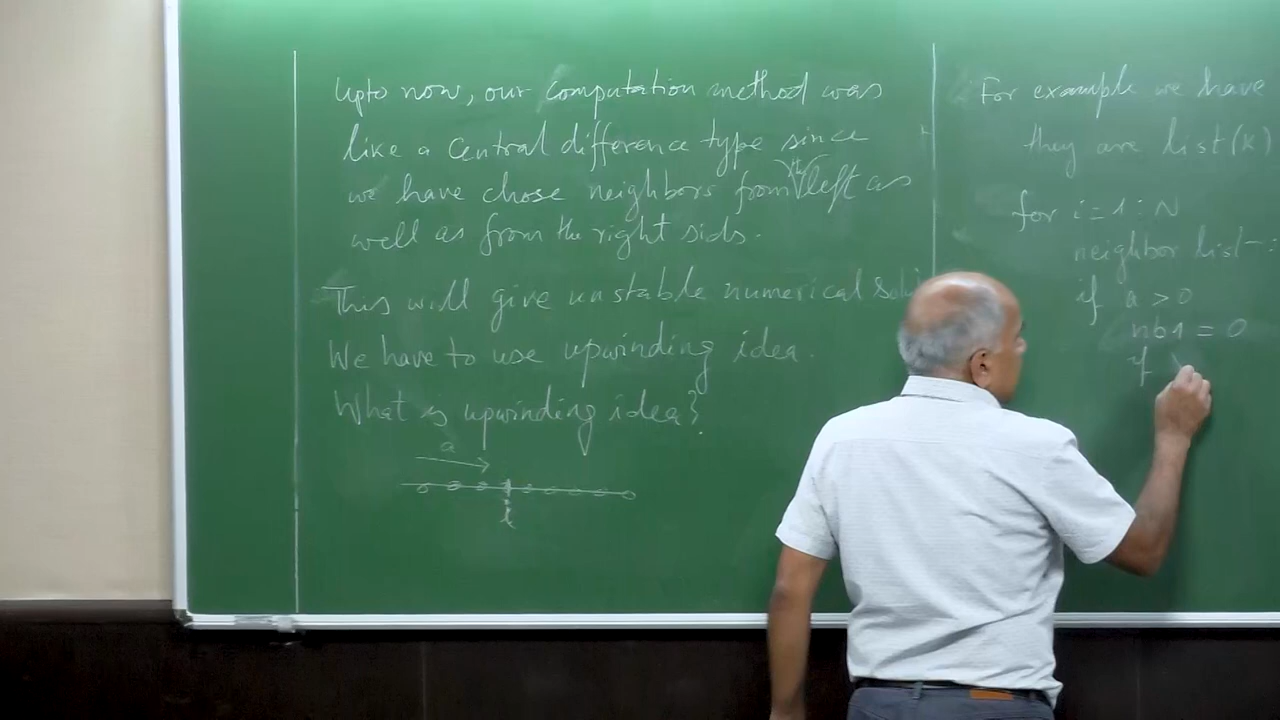 Upto now, our computation method was
like a central difference type since
we have chose neighbors from the left as
well as from the right side.
This will give unstable numerical
We have to use upwinding idea.
What is upwinding idea?
a
i
For example we have
they are list(k)
for i=1:N
neighbor list
if a > 0
nb1 = 0
if